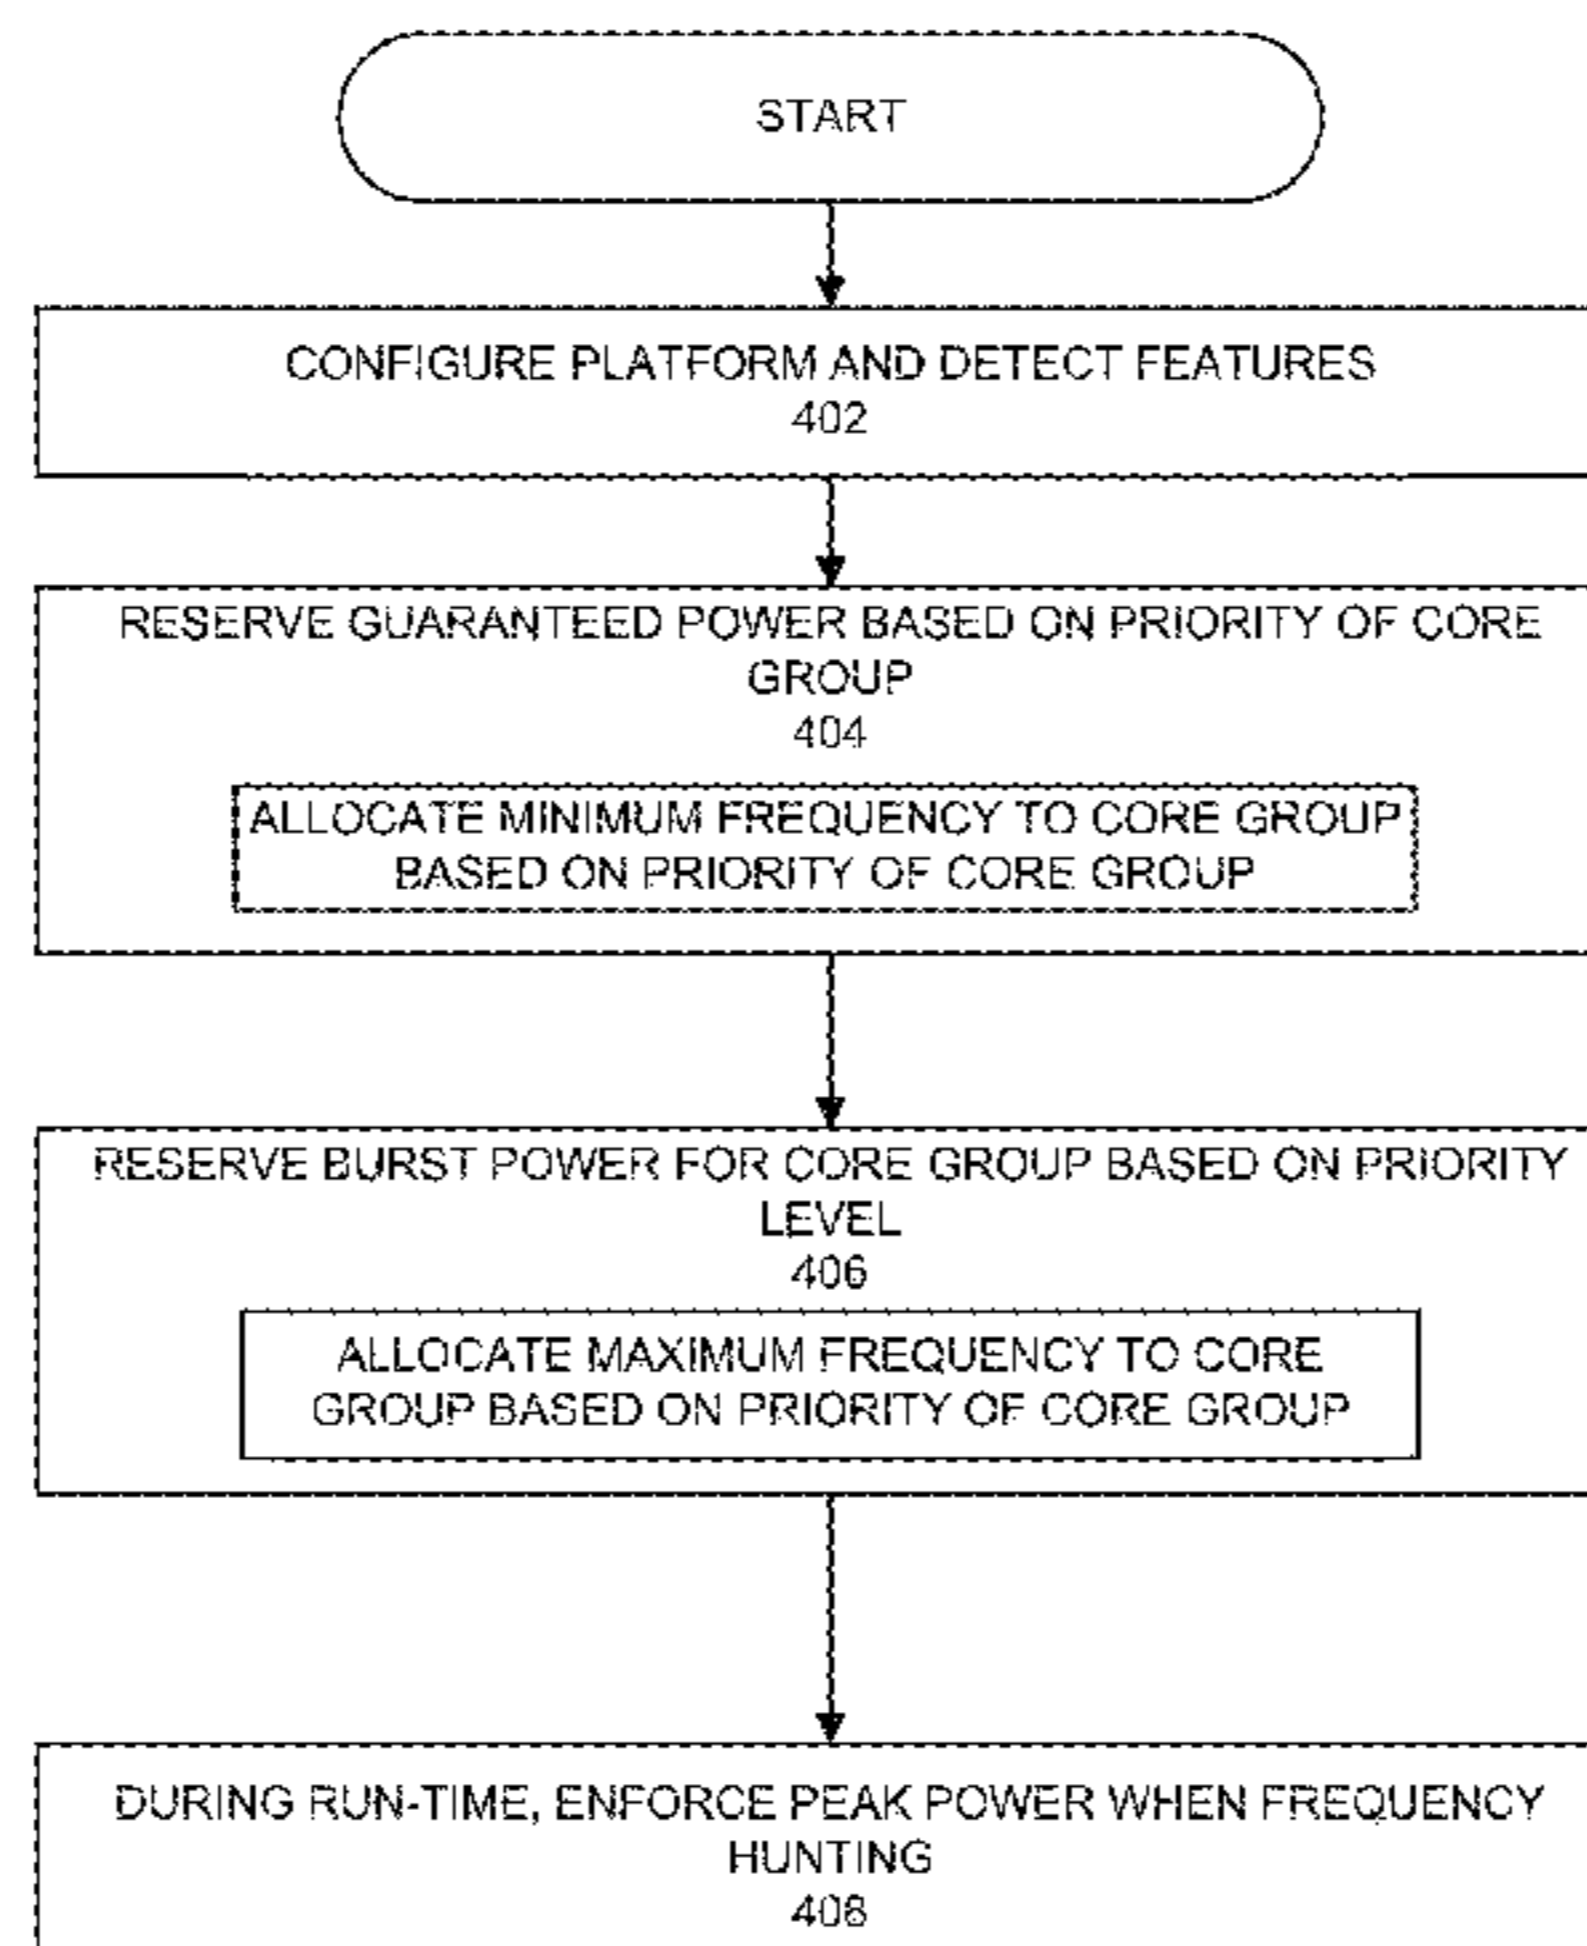 START
CONFIGURE PLATFORM AND DETECT FEATURES
402
RESERVE GUARANTEED POWER BASED ON PRIORITY OF CORE
GROUP
404
ALLOCATE MINIMUM FREQUENCY TO CORE GROUP
BASED ON PRIORITY OF CORE GROUP
RESERVE BURST POWER FOR CORE GROUP BASED ON PRIORITY
LEVEL
406
ALLOCATE MAXIMUM FREQUENCY TO CORE
GROUP BASED ON PRIORITY OF CORE GROUP
DURING RUN-TIME, ENFORCE PEAK POWER WHEN FREQUENCY
HUNTING
408